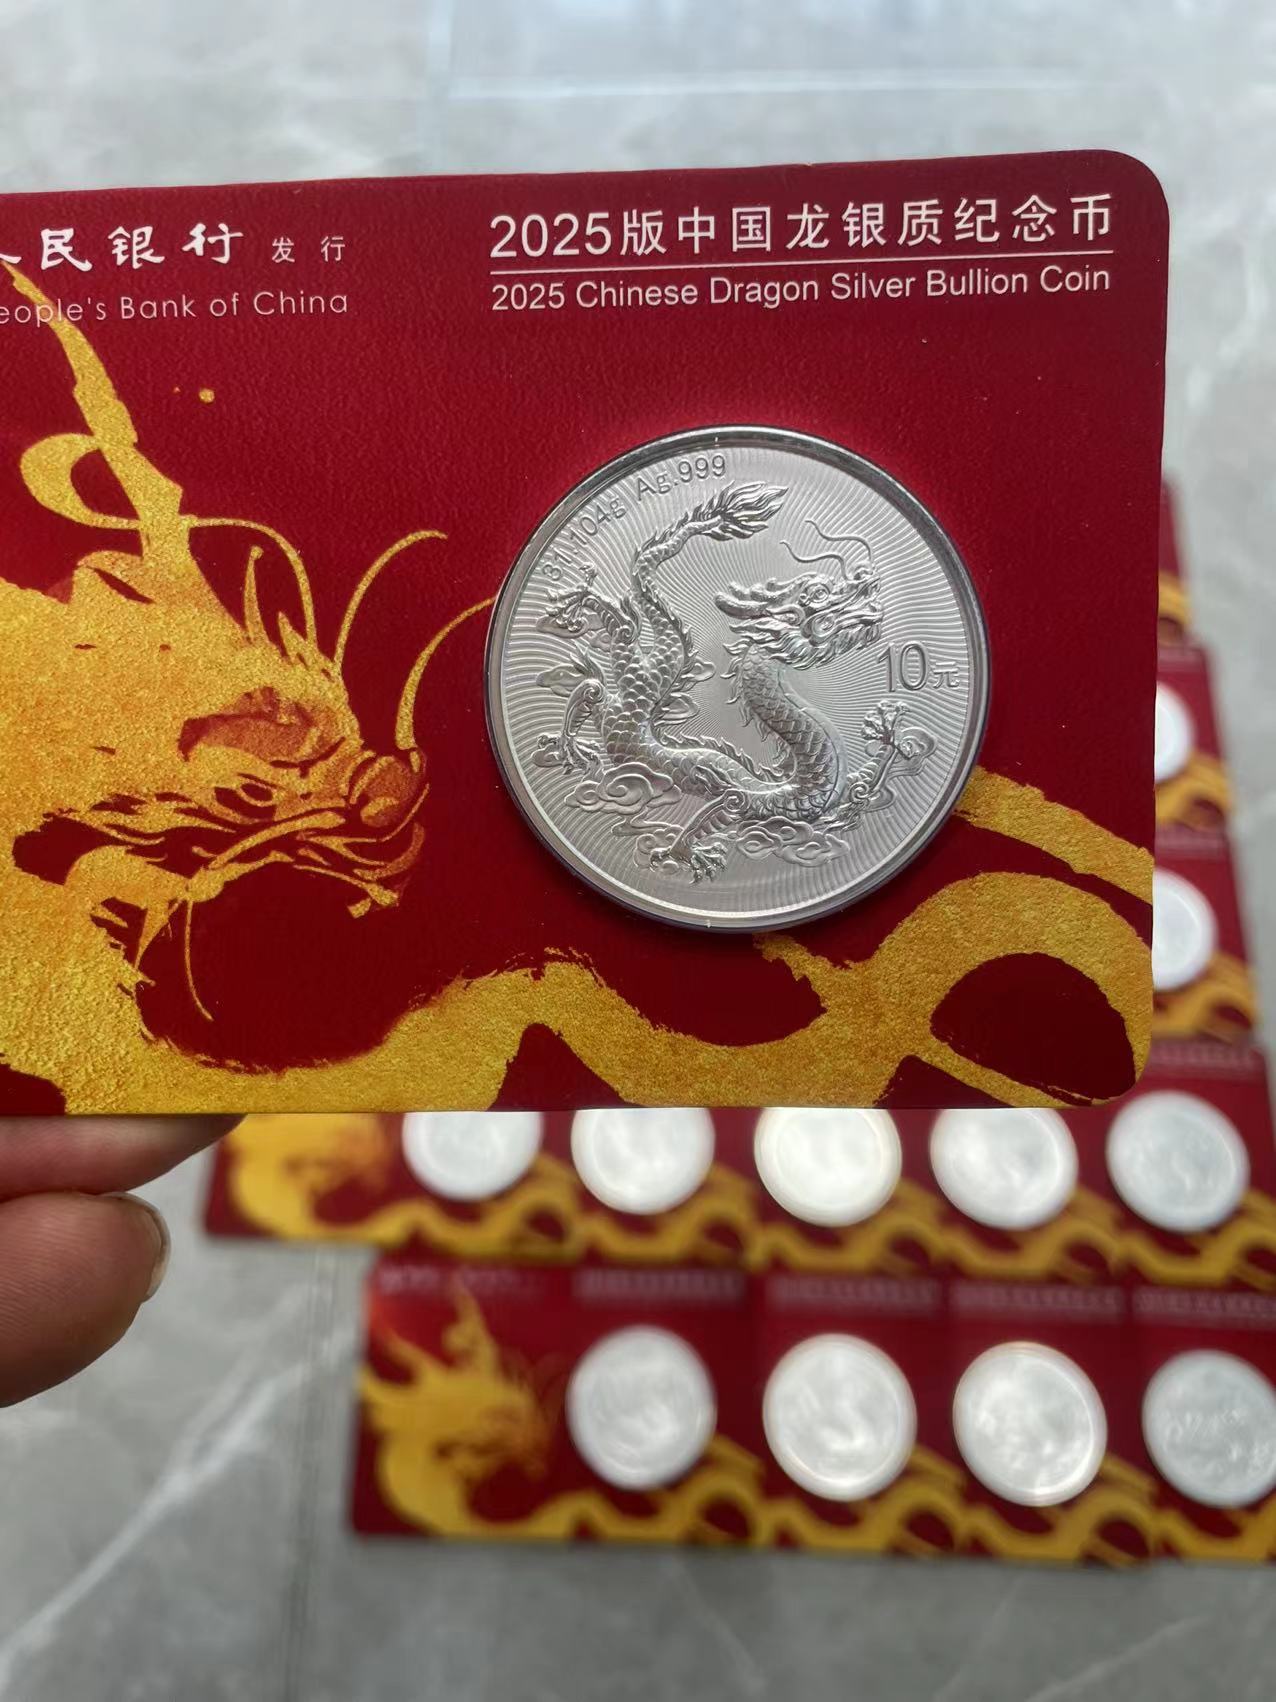 人民银行 发行
eople's Bank of China
2025版中国龙银质纪念币
2025 Chinese Dragon Silver Bullion Coin
31.104g Ag.999
10元